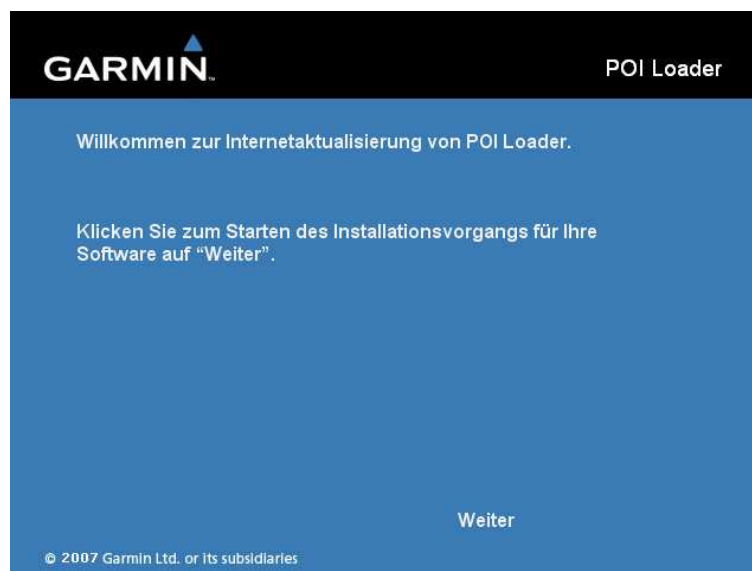 GARMIN™
POI Loader
Willkommen zur Internetaktualisierung von POI Loader.
Klicken Sie zum Starten des Installationsvorgangs für Ihre
Software auf “Weiter”.
Weiter
© 2007 Garmin Ltd. or its subsidiaries